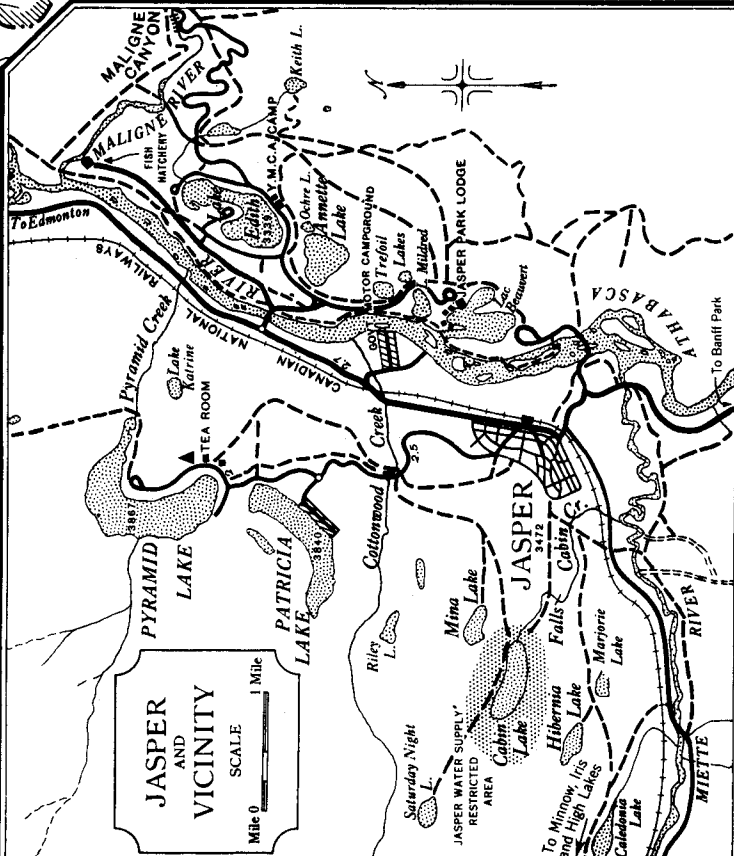 MALIGNE
CANYON
MALIGNE RIVER
Keith L.
N
FISH
HATCHERY
Y.M.C.A. CAMP
To Edmonton
Lake
Edith
Ochre L.
Annette
Lake
RIVER
MOTOR CAMPGROUND
Trefoil
Lakes
Mildred
JASPER PARK LODGE
Lac
Beauvert
CANADIAN NATIONAL RAILWAYS
2.7
ATHABASCA
To Banff Park
Pyramid Creek
Lake
Katrine
TEA ROOM
3867
PYRAMID
LAKE
PATRICIA
LAKE
3840
Cottonwood Creek
2.5
JASPER
3472
Cabin Cr.
Falls
Riley
L.
Mina
Lake
Cabin
Lake
Hibernia
Lake
Marjorie
Lake
Saturday Night
L.
JASPER WATER SUPPLY
RESTRICTED
AREA
To Minnow, Iris
and High Lakes
Caledonia
Lake
MIETTE RIVER
JASPER
AND
VICINITY
SCALE
Mile 0 1 Mile